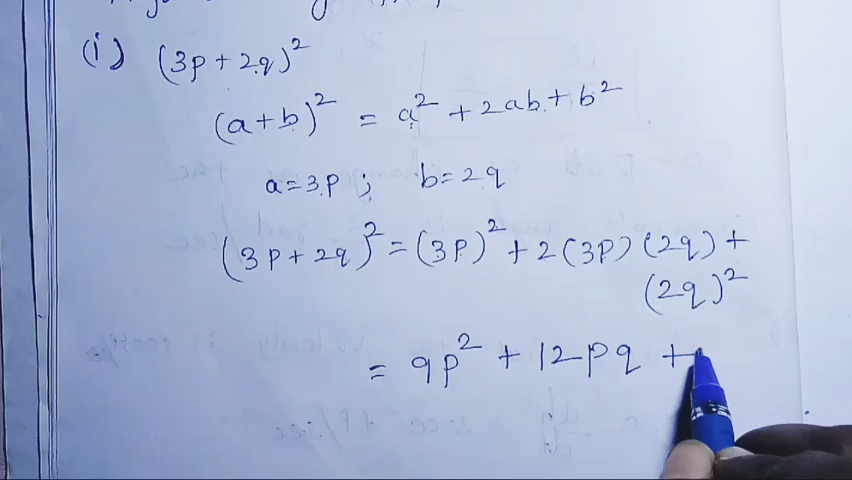 (i) (3p + 2q)²
(a+b)² = a² + 2ab + b²
a = 3p ; b = 2q
(3p + 2q)² = (3p)² + 2(3p)(2q) +
(2q)²
= 9p² + 12pq +